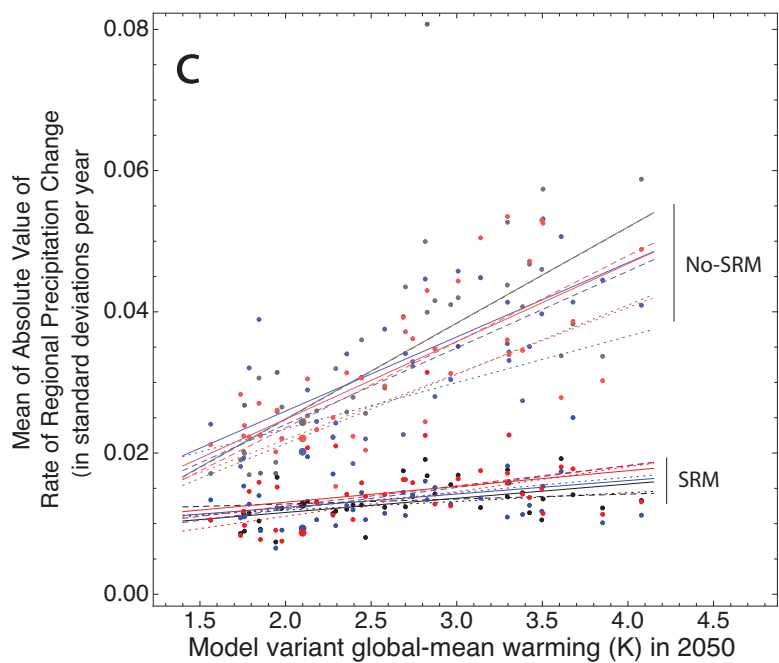 C
Mean of Absolute Value of
Rate of Regional Precipitation Change
(in standard deviations per year)
0.08
0.06
0.04
0.02
0.00
No-SRM
SRM
1.5 2.0 2.5 3.0 3.5 4.0 4.5
Model variant global-mean warming (K) in 2050